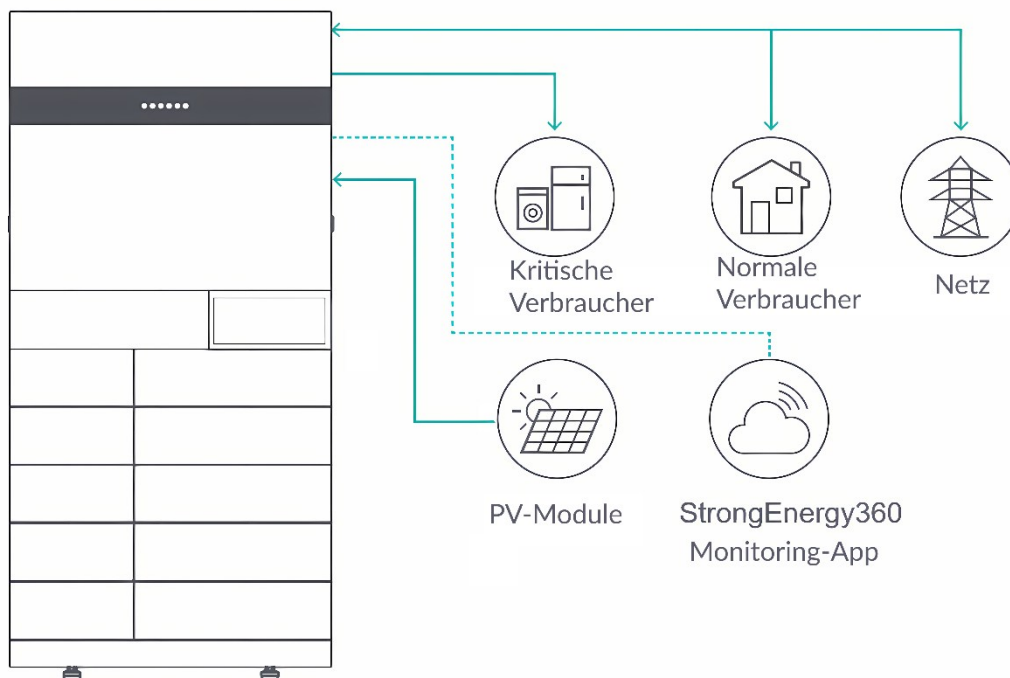 Kritische
Verbraucher
Normale
Verbraucher
Netz
PV-Module
StrongEnergy360
Monitoring-App